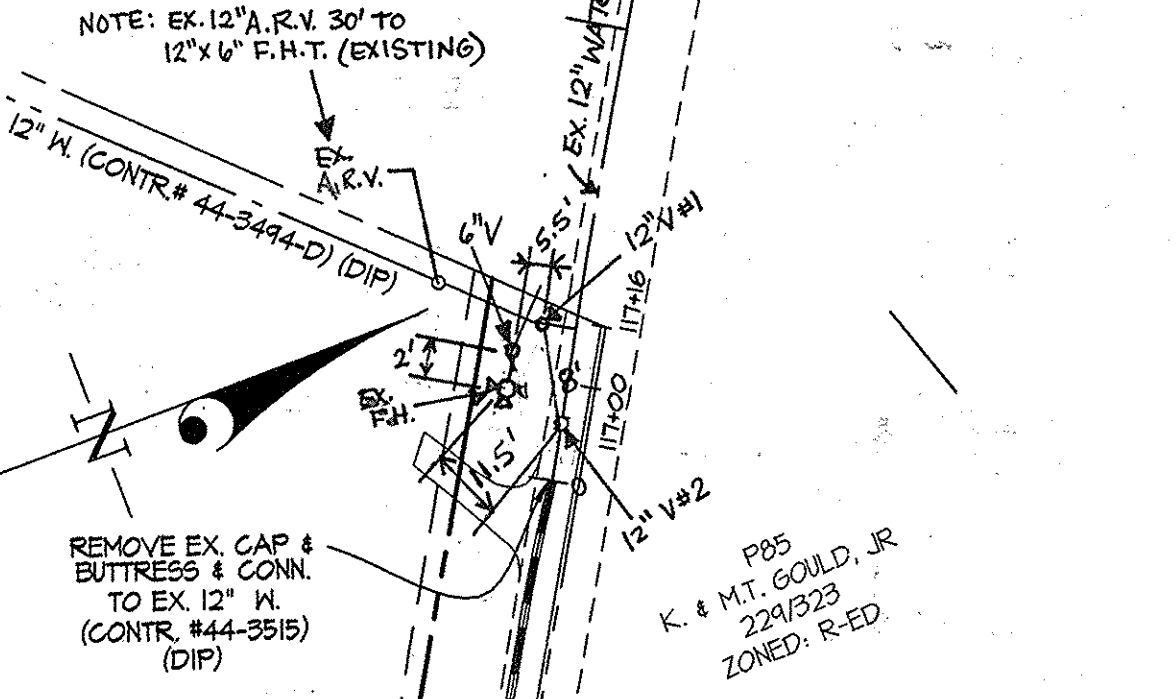 NOTE: EX. 12" A.R.V. 30' TO
12" X 6" F.H.T. (EXISTING)
EX. 12" WATE
12" W. (CONTR.# 44-3494-D) (DIP)
EX.
A.R.V.
6"V
5.5'
12"V#1
117+16
2'
EX.
F.H.
8'
117+00
11.5'
12" V#2
N
REMOVE EX. CAP &
BUTTRESS & CONN.
TO EX. 12" W.
(CONTR. #44-3515)
(DIP)
P85
K. & M.T. GOULD, JR
229/323
ZONED: R-ED